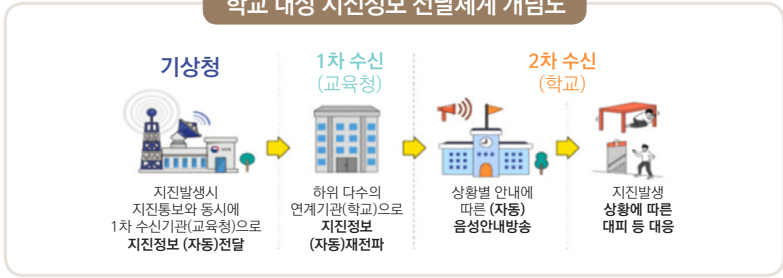 학교 대상 지진정보 전달체계 개념도
기상청
1차 수신
(교육청)
2차 수신
(학교)
지진발생시
지진통보와 동시에
1차 수신기관(교육청)으로
지진정보 (자동)전달
하위 다수의
연계기관(학교)으로
지진정보
(자동)재전파
상황별 안내에
따른 (자동)
음성안내방송
지진발생
상황에 따른
대피 등 대응